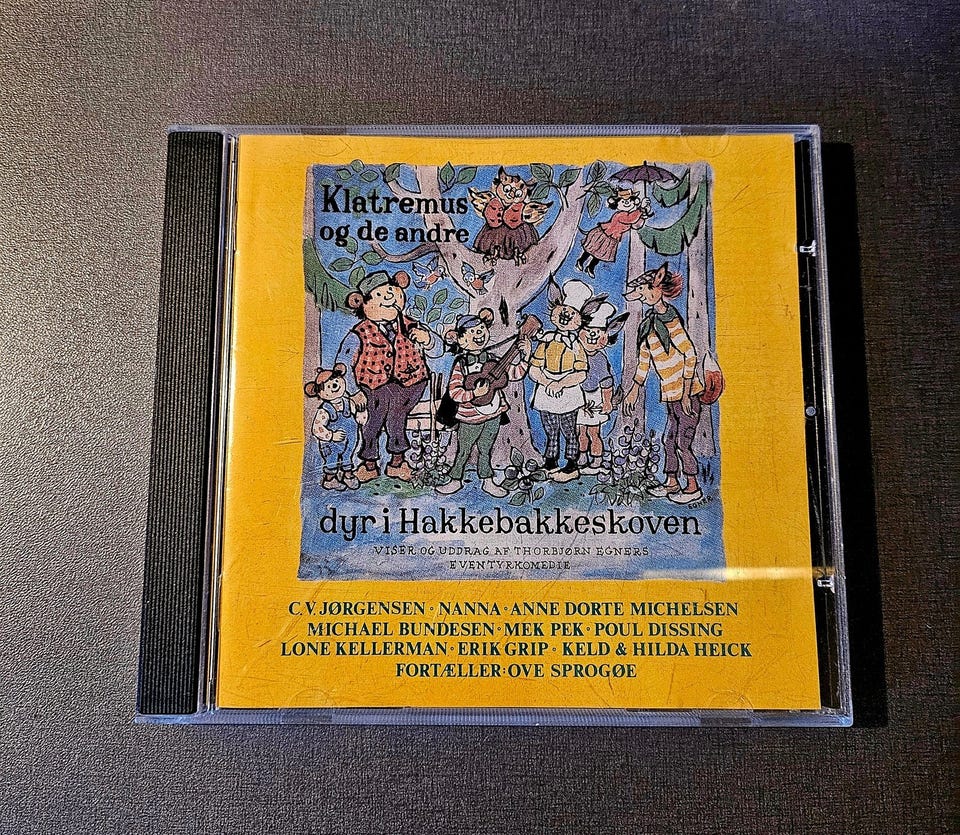 Klatremus
og de andre
dyr i Hakkebakkeskoven
VISER OG UDDRAG AF THORBJØRN EGNERS
EVENTYRKOMEDIE
C.V. JØRGENSEN · NANNA · ANNE DORTE MICHELSEN
MICHAEL BUNDESEN · MEK PEK · POUL DISSING
LONE KELLERMAN · ERIK GRIP · KELD & HILDA HEICK
FORTÆLLER: OVE SPROGØE